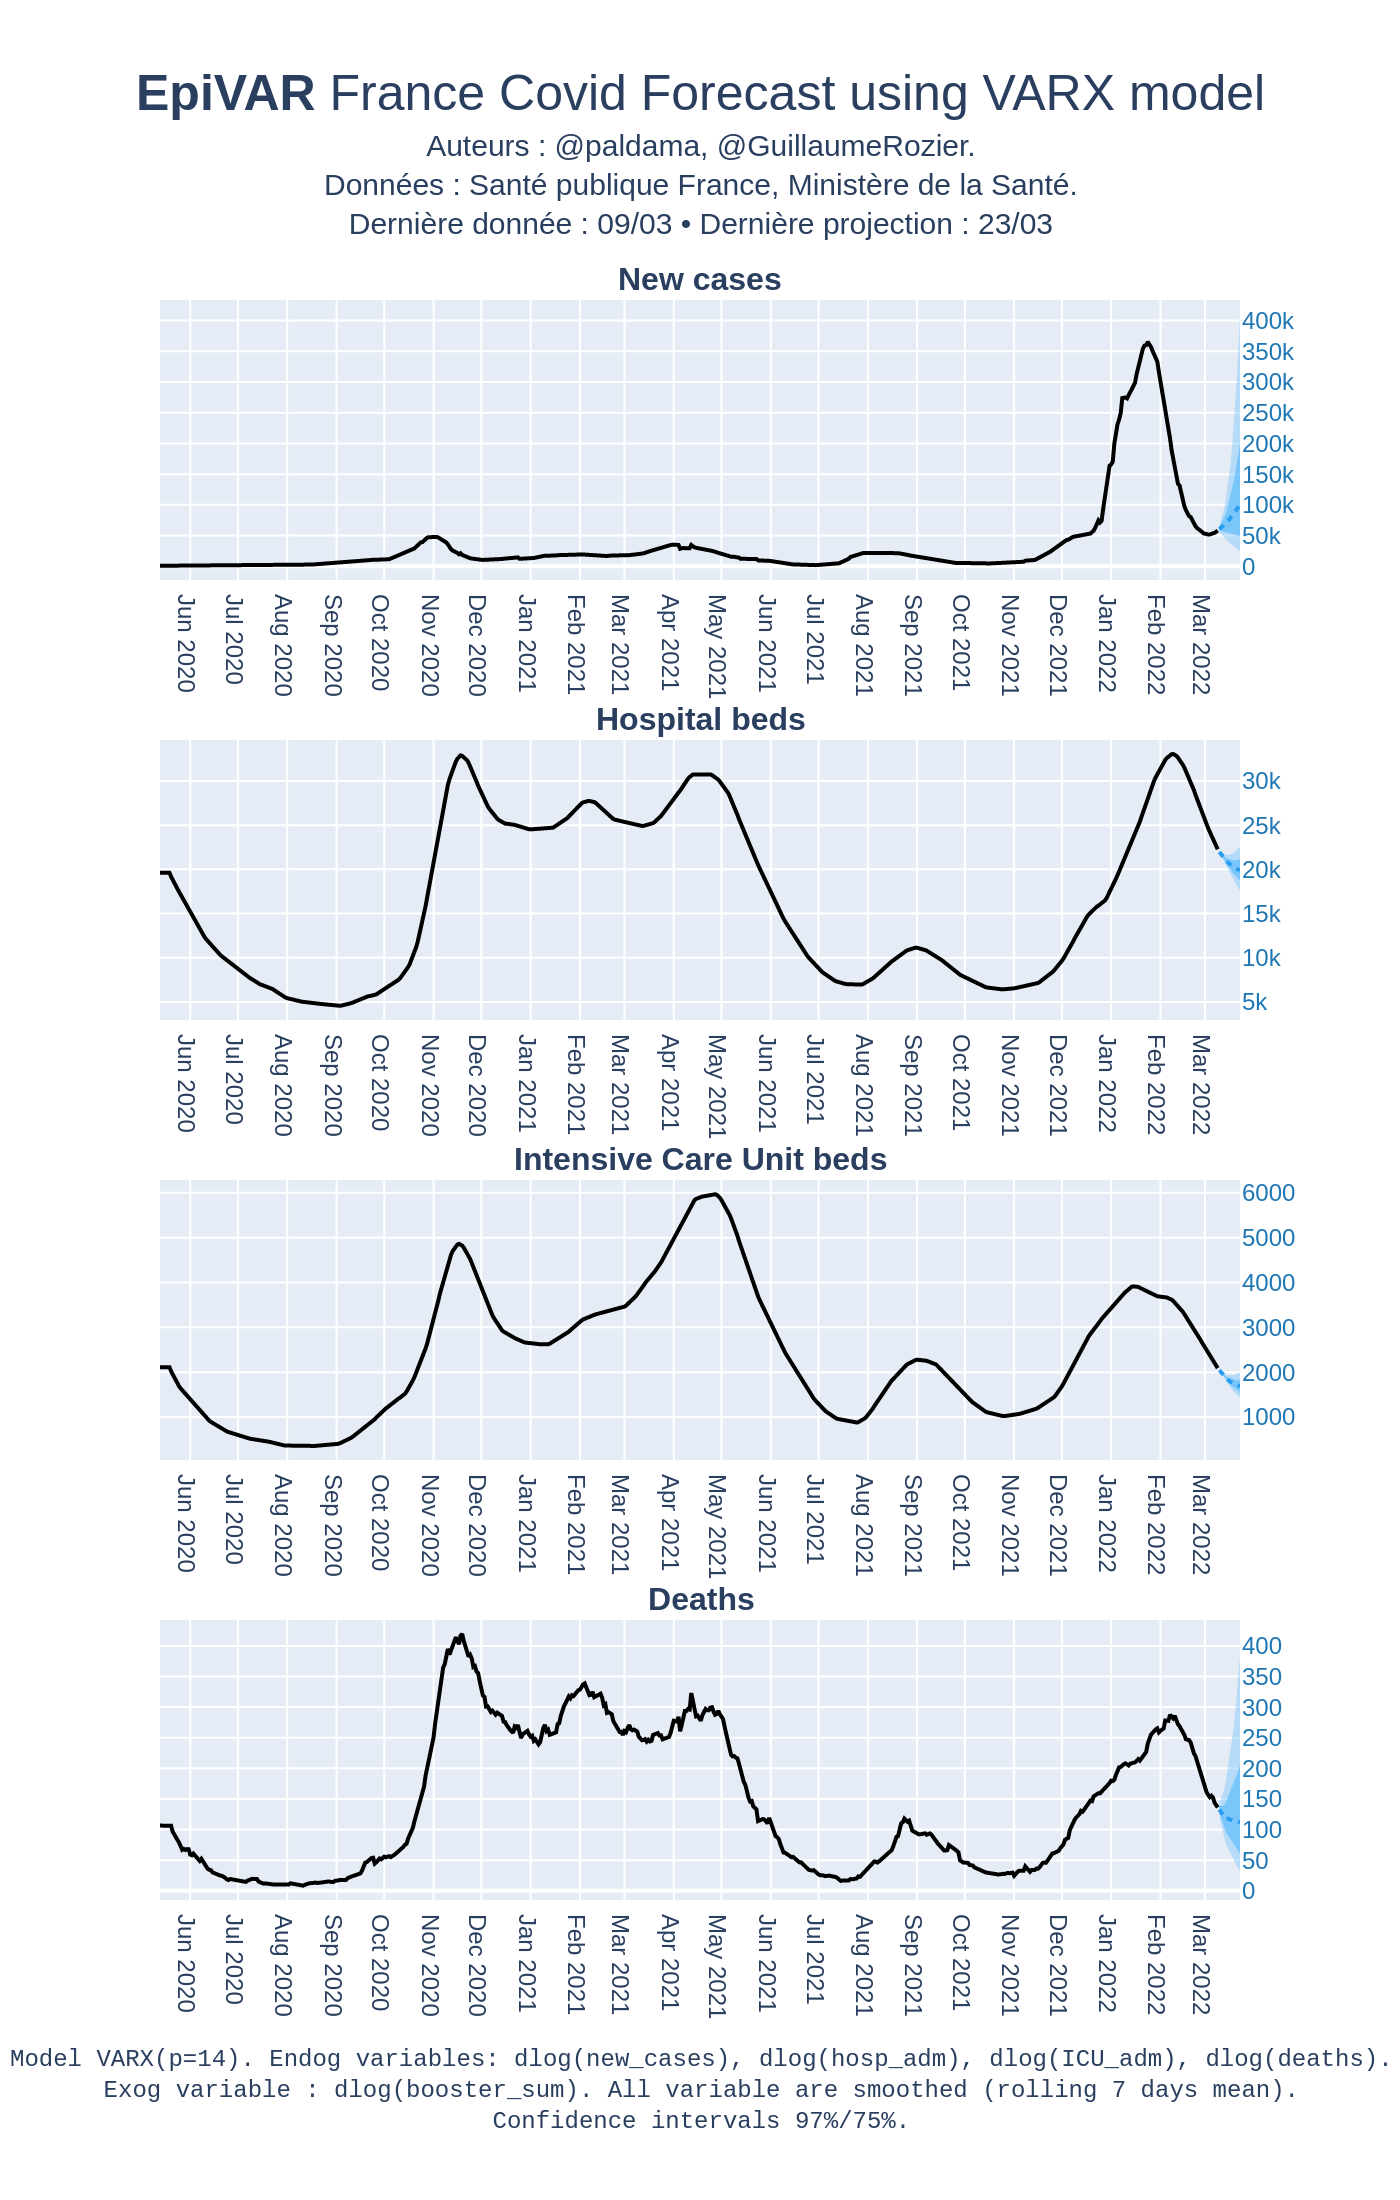 EpiVAR France Covid Forecast using VARX model
Auteurs : @paldama, @GuillaumeRozier.
Données : Santé publique France, Ministère de la Santé.
Dernière donnée : 09/03 • Dernière projection : 23/03
New cases
400k
350k
300k
250k
200k
150k
100k
50k
0
Jun 2020
Jul 2020
Aug 2020
Sep 2020
Oct 2020
Nov 2020
Dec 2020
Jan 2021
Feb 2021
Mar 2021
Apr 2021
May 2021
Jun 2021
Jul 2021
Aug 2021
Sep 2021
Oct 2021
Nov 2021
Dec 2021
Jan 2022
Feb 2022
Mar 2022
Hospital beds
30k
25k
20k
15k
10k
5k
Jun 2020
Jul 2020
Aug 2020
Sep 2020
Oct 2020
Nov 2020
Dec 2020
Jan 2021
Feb 2021
Mar 2021
Apr 2021
May 2021
Jun 2021
Jul 2021
Aug 2021
Sep 2021
Oct 2021
Nov 2021
Dec 2021
Jan 2022
Feb 2022
Mar 2022
Intensive Care Unit beds
6000
5000
4000
3000
2000
1000
Jun 2020
Jul 2020
Aug 2020
Sep 2020
Oct 2020
Nov 2020
Dec 2020
Jan 2021
Feb 2021
Mar 2021
Apr 2021
May 2021
Jun 2021
Jul 2021
Aug 2021
Sep 2021
Oct 2021
Nov 2021
Dec 2021
Jan 2022
Feb 2022
Mar 2022
Deaths
400
350
300
250
200
150
100
50
0
Jun 2020
Jul 2020
Aug 2020
Sep 2020
Oct 2020
Nov 2020
Dec 2020
Jan 2021
Feb 2021
Mar 2021
Apr 2021
May 2021
Jun 2021
Jul 2021
Aug 2021
Sep 2021
Oct 2021
Nov 2021
Dec 2021
Jan 2022
Feb 2022
Mar 2022
Model VARX(p=14). Endog variables: dlog(new_cases), dlog(hosp_adm), dlog(ICU_adm), dlog(deaths).
Exog variable : dlog(booster_sum). All variable are smoothed (rolling 7 days mean).
Confidence intervals 97%/75%.